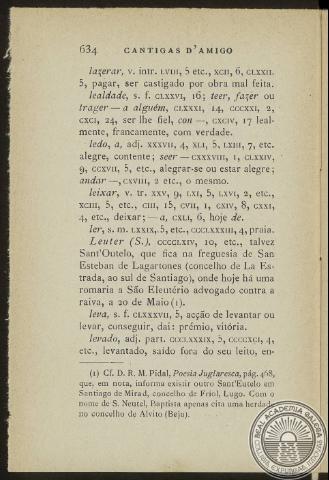 634 CANTIGAS D'AMIGO
lazerar, v. intr. LVIII, 5 etc., XCII, 6, CLXXII.
5, pagar, ser castigado por obra mal feita.
lealdade, s. f. CLXXVI, 16; teer, fazer ou
trager — a alguém, CLXXXI, 14, CCCXXI, 2,
CXCI, 24, ser lhe fiel, con —, CXCIV, 17 leal-
mente, francamente, com verdade.
ledo, a, adj. XXXVII, 4, XLI, 5, LXIII, 7, etc.
alegre, contente; seer — CXXXVIII, 1, CLXXIV,
9, CCXVII, 5, etc., alegrar-se ou estar alegre;
andar —, CXVIII, 2 etc., o mesmo.
leixar, v. tr. XXV, 9, LXI, 5, LXVI, 2, etc.,
XCIII, 5, etc., CIII, 15, CVII, 1, CXIV, 8, CXXI,
4, etc., deixar; — a, CXLI, 6, hoje de.
ler, s. m. LXXIX, 5, etc., CCCLXXXIII, 4, praia.
Leuter (S.), CCCCLXIV, 10, etc., talvez
Sant'Outelo, que fica na freguesia de San
Esteban de Lagartones (concelho de La Es-
trada, ao sul de Santiago), onde hoje há uma
romaria a São Eleutério advogado contra a
raiva, a 20 de Maio (1).
leva, s. f. CLXXXVII, 5, acção de levantar ou
levar, conseguir, daí: prémio, vitória.
levado, adj. part. CCCLXXXIX, 5, CCCCXCI, 4,
etc., levantado, saído fora do seu leito, en-
(1) Cf. D. R. M. Pidal, Poesia Juglaresca, pág. 468,
que, em nota, informa existir outro Sant'Eutelo em
Santiago de Mirad, concelho de Friol, Lugo. Com o
nome de S. Neutel, Baptista apenas cita uma herdade
no concelho de Alvito (Beja).
REAL ACADEMIA GALEGA